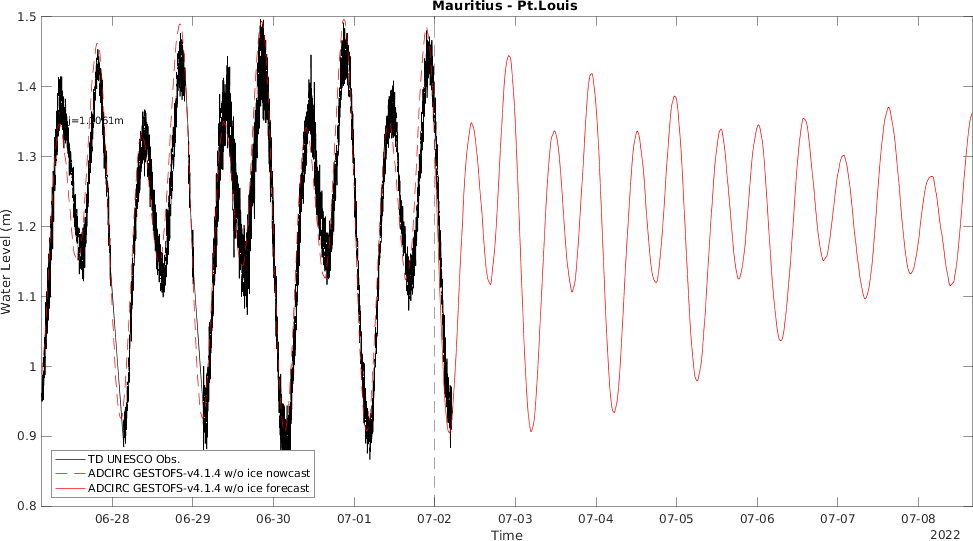 Mauritius - Pt.Louis
1.5
1.4
1.3
1.2
1.1
1
0.9
0.8
Water Level (m)
TD UNESCO Obs.
ADCIRC GESTOFS-v4.1.4 w/o ice nowcast
ADCIRC GESTOFS-v4.1.4 w/o ice forecast
06-28 06-29 06-30 07-01 07-02 07-03 07-04 07-05 07-06 07-07 07-08
Time
2022